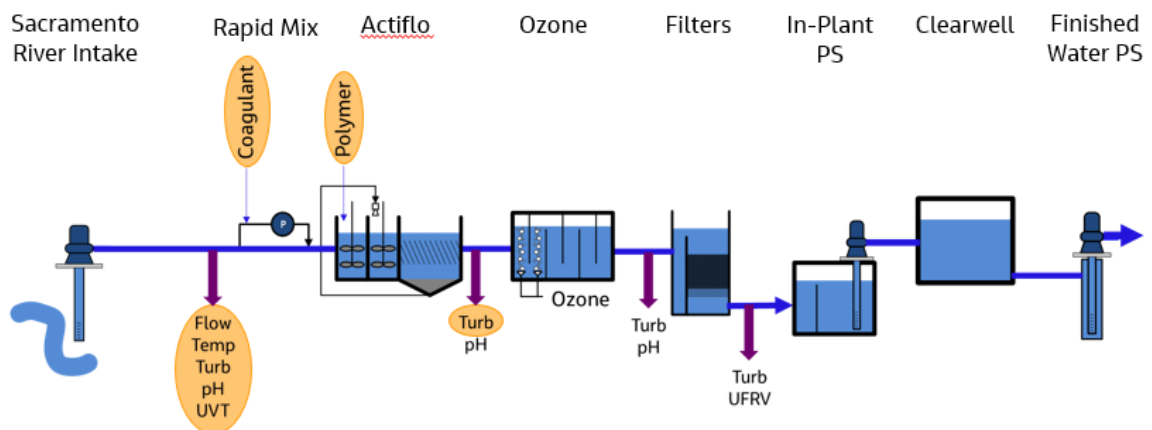 Sacramento
River Intake
Rapid Mix
Actiflo
Ozone
Filters
In-Plant
PS
Clearwell
Finished
Water PS
Coagulant
Polymer
P
Ozone
Flow
Temp
Turb
pH
UVT
Turb
pH
Turb
pH
Turb
UFRV